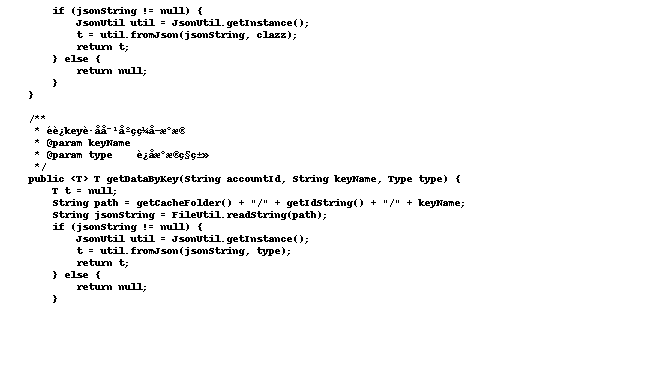 if (jsonString != null) {
JsonUtil util = JsonUtil.getInstance();
t = util.fromJson(jsonString, clazz);
return t;
} else {
return null;
}
}
/**
* éè¿keyè·åå¯¹åºçç¼å­æ°æ®
* @param keyName
* @param type è¿åæ°æ®ç§ç±»
*/
public <T> T getDataByKey(String accountId, String keyName, Type type) {
T t = null;
String path = getCacheFolder() + "/" + getIdString() + "/" + keyName;
String jsonString = FileUtil.readString(path);
if (jsonString != null) {
JsonUtil util = JsonUtil.getInstance();
t = util.fromJson(jsonString, type);
return t;
} else {
return null;
}